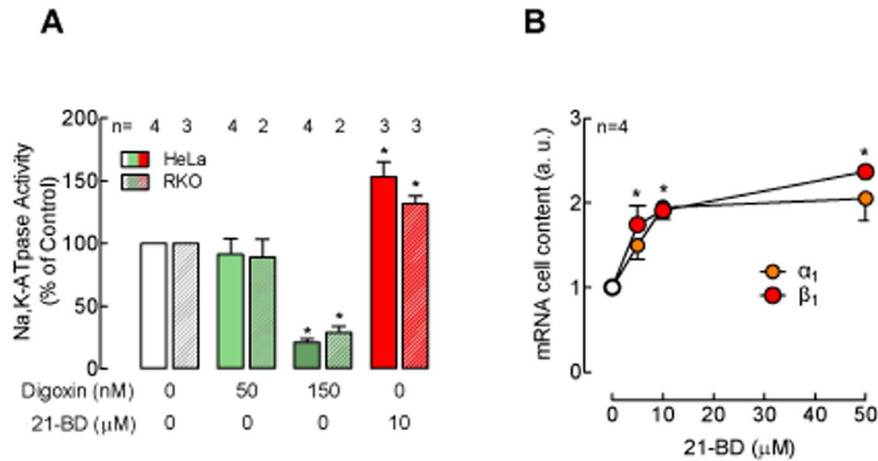 A
n= 4 3 4 2 4 2 3 3
200
150
100
50
0
Na,K-ATpase Activity
(% of Control)
HeLa
RKO
*
*
*
*
Digoxin (nM) 0 50 150 0
21-BD (µM) 0 0 0 10
B
n=4
3
2
1
0
mRNA cell content (a. u.)
*
*
*
α1
β1
0 10 20 30 40 50
21-BD (µM)